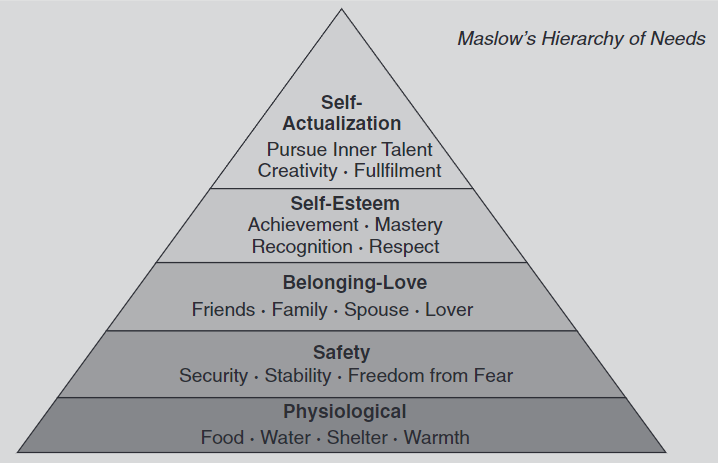 Maslow's Hierarchy of Needs
Self-
Actualization
Pursue Inner Talent
Creativity · Fullfilment
Self-Esteem
Achievement · Mastery
Recognition · Respect
Belonging-Love
Friends · Family · Spouse · Lover
Safety
Security · Stability · Freedom from Fear
Physiological
Food · Water · Shelter · Warmth